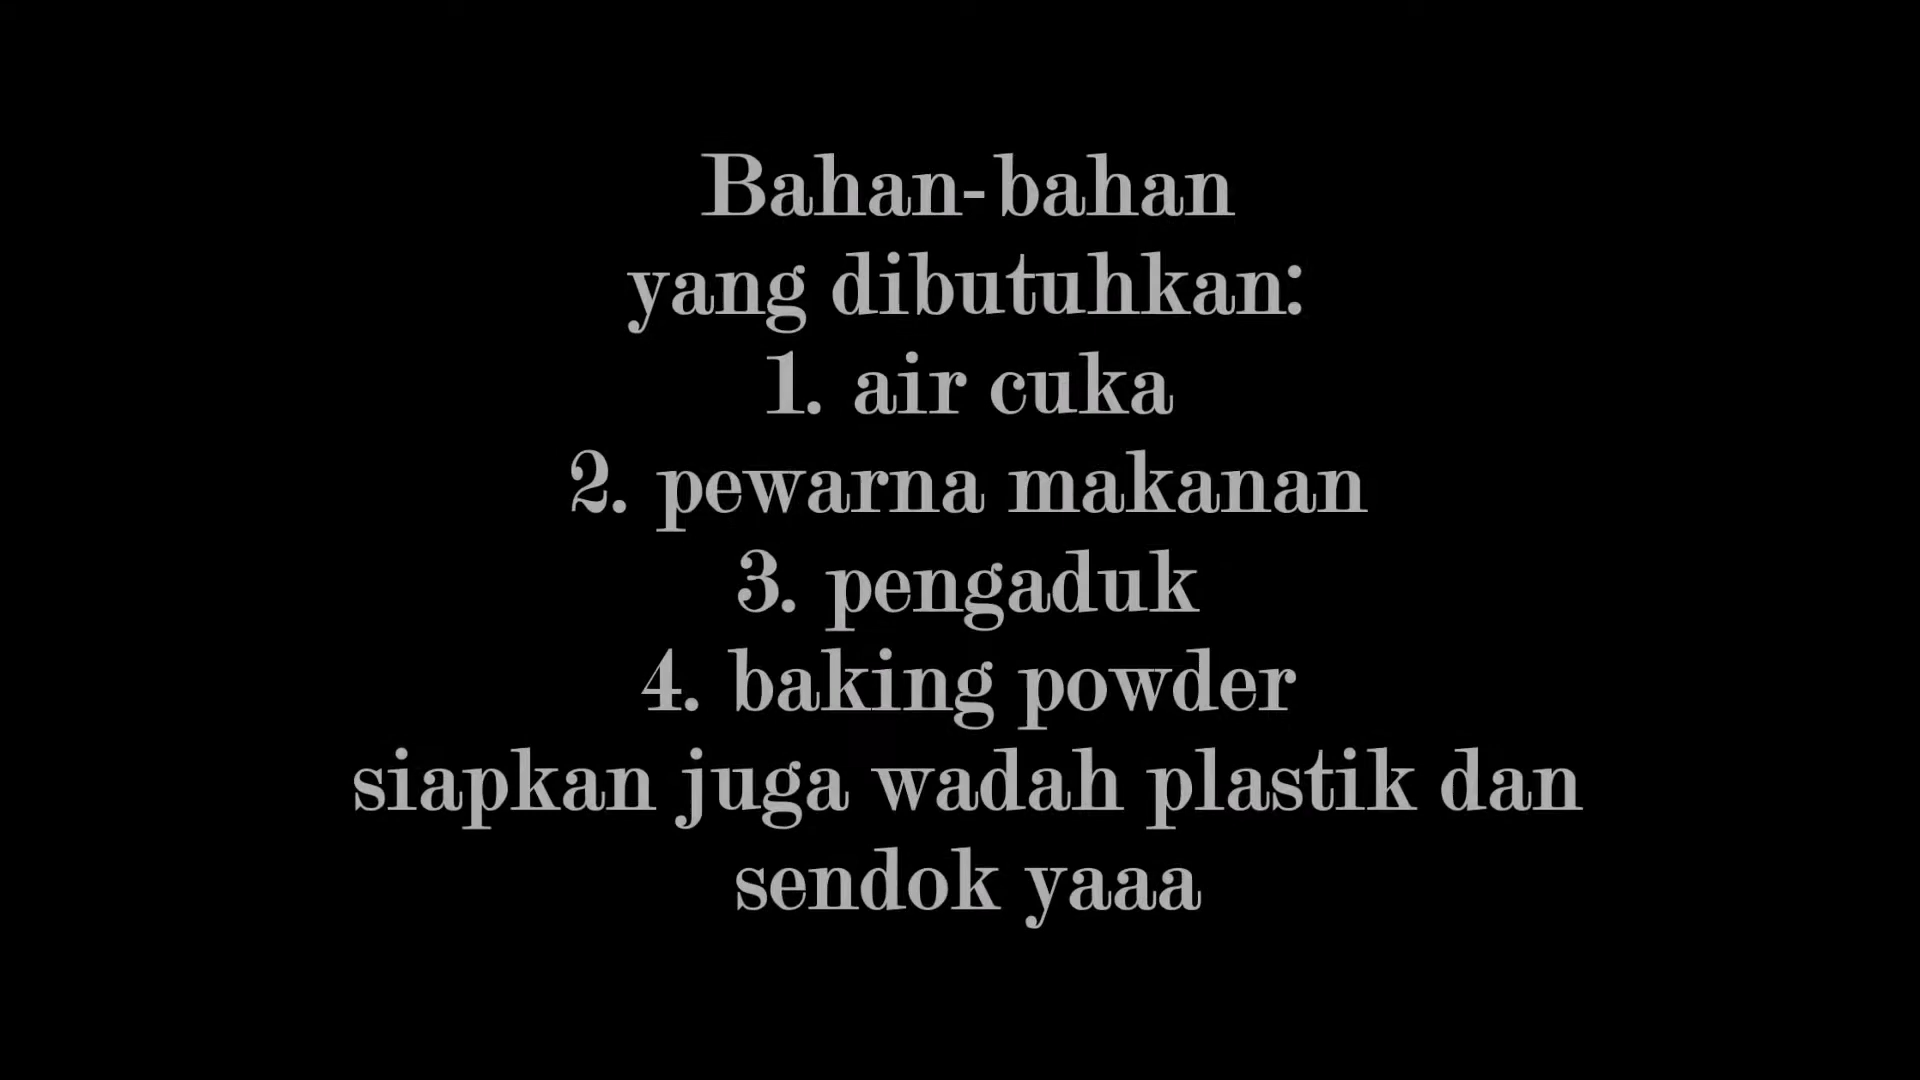 Bahan-bahan
yang dibutuhkan:
1. air cuka
2. pewarna makanan
3. pengaduk
4. baking powder
siapkan juga wadah plastik dan
sendok yaaa